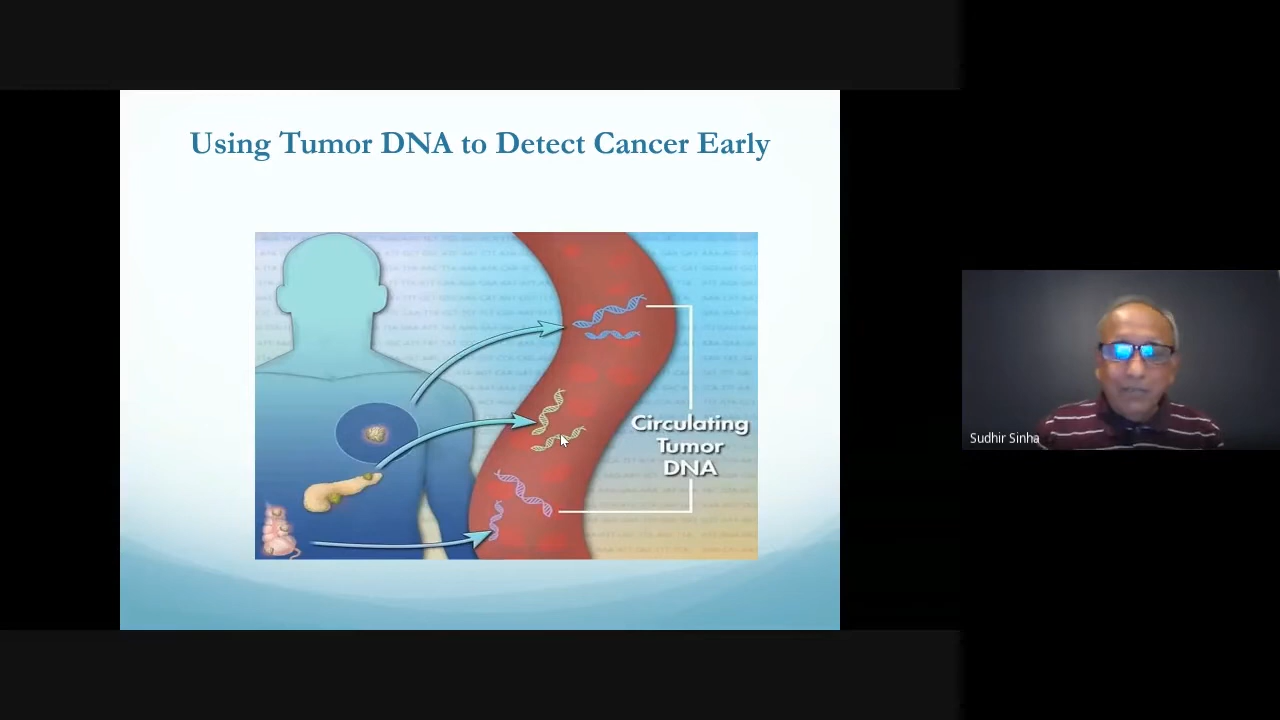 Using Tumor DNA to Detect Cancer Early
Circulating
Tumor
DNA
Sudhir Sinha